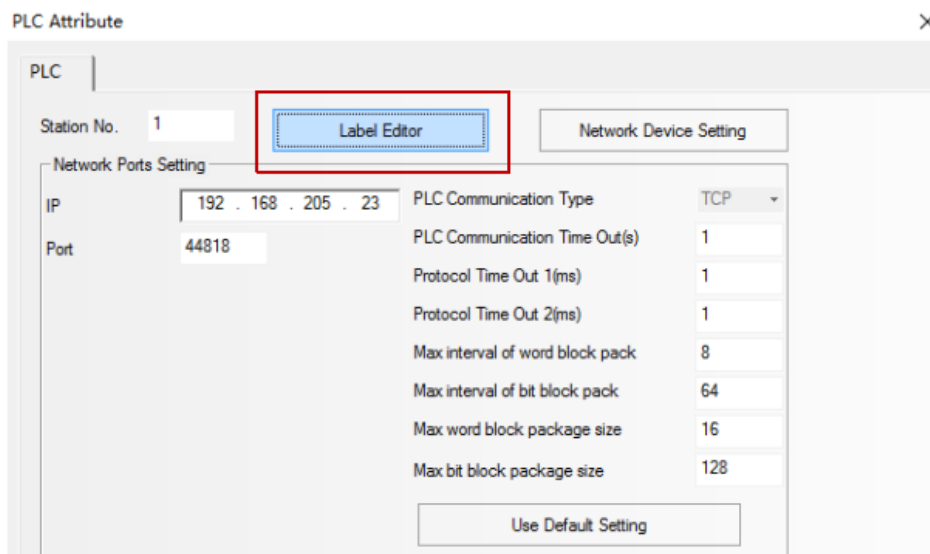 PLC Attribute
PLC
Station No. 1 Label Editor Network Device Setting
Network Ports Setting
IP 192 . 168 . 205 . 23 PLC Communication Type TCP
Port 44818 PLC Communication Time Out(s) 1
Protocol Time Out 1(ms) 1
Protocol Time Out 2(ms) 1
Max interval of word block pack 8
Max interval of bit block pack 64
Max word block package size 16
Max bit block package size 128
Use Default Setting